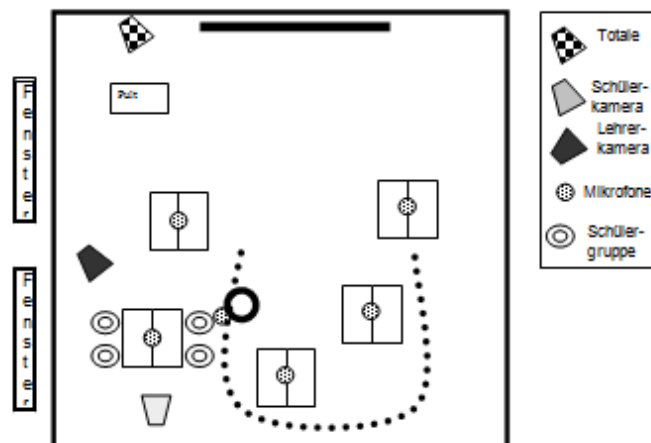 Pult
F
e
n
s
t
e
r
F
e
n
s
t
e
r
Totale
Schüler-
kamera
Lehrer-
kamera
Mikrofone
Schüler-
gruppe